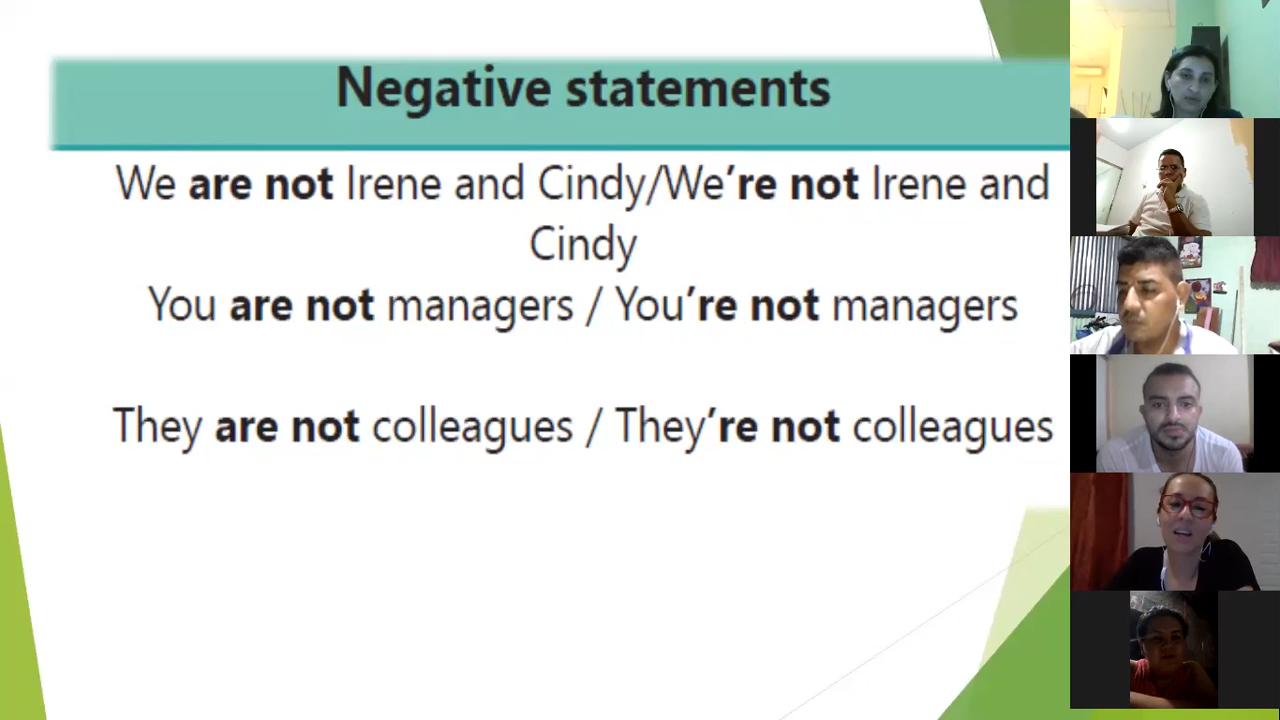 Negative statements
We are not Irene and Cindy/We’re not Irene and
Cindy
You are not managers / You’re not managers
They are not colleagues / They’re not colleagues